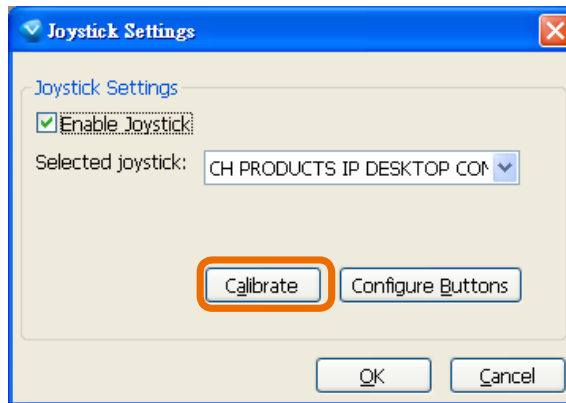 Joystick Settings
Joystick Settings
Enable Joystick
Selected joystick: CH PRODUCTS IP DESKTOP CON
Calibrate Configure Buttons
OK Cancel